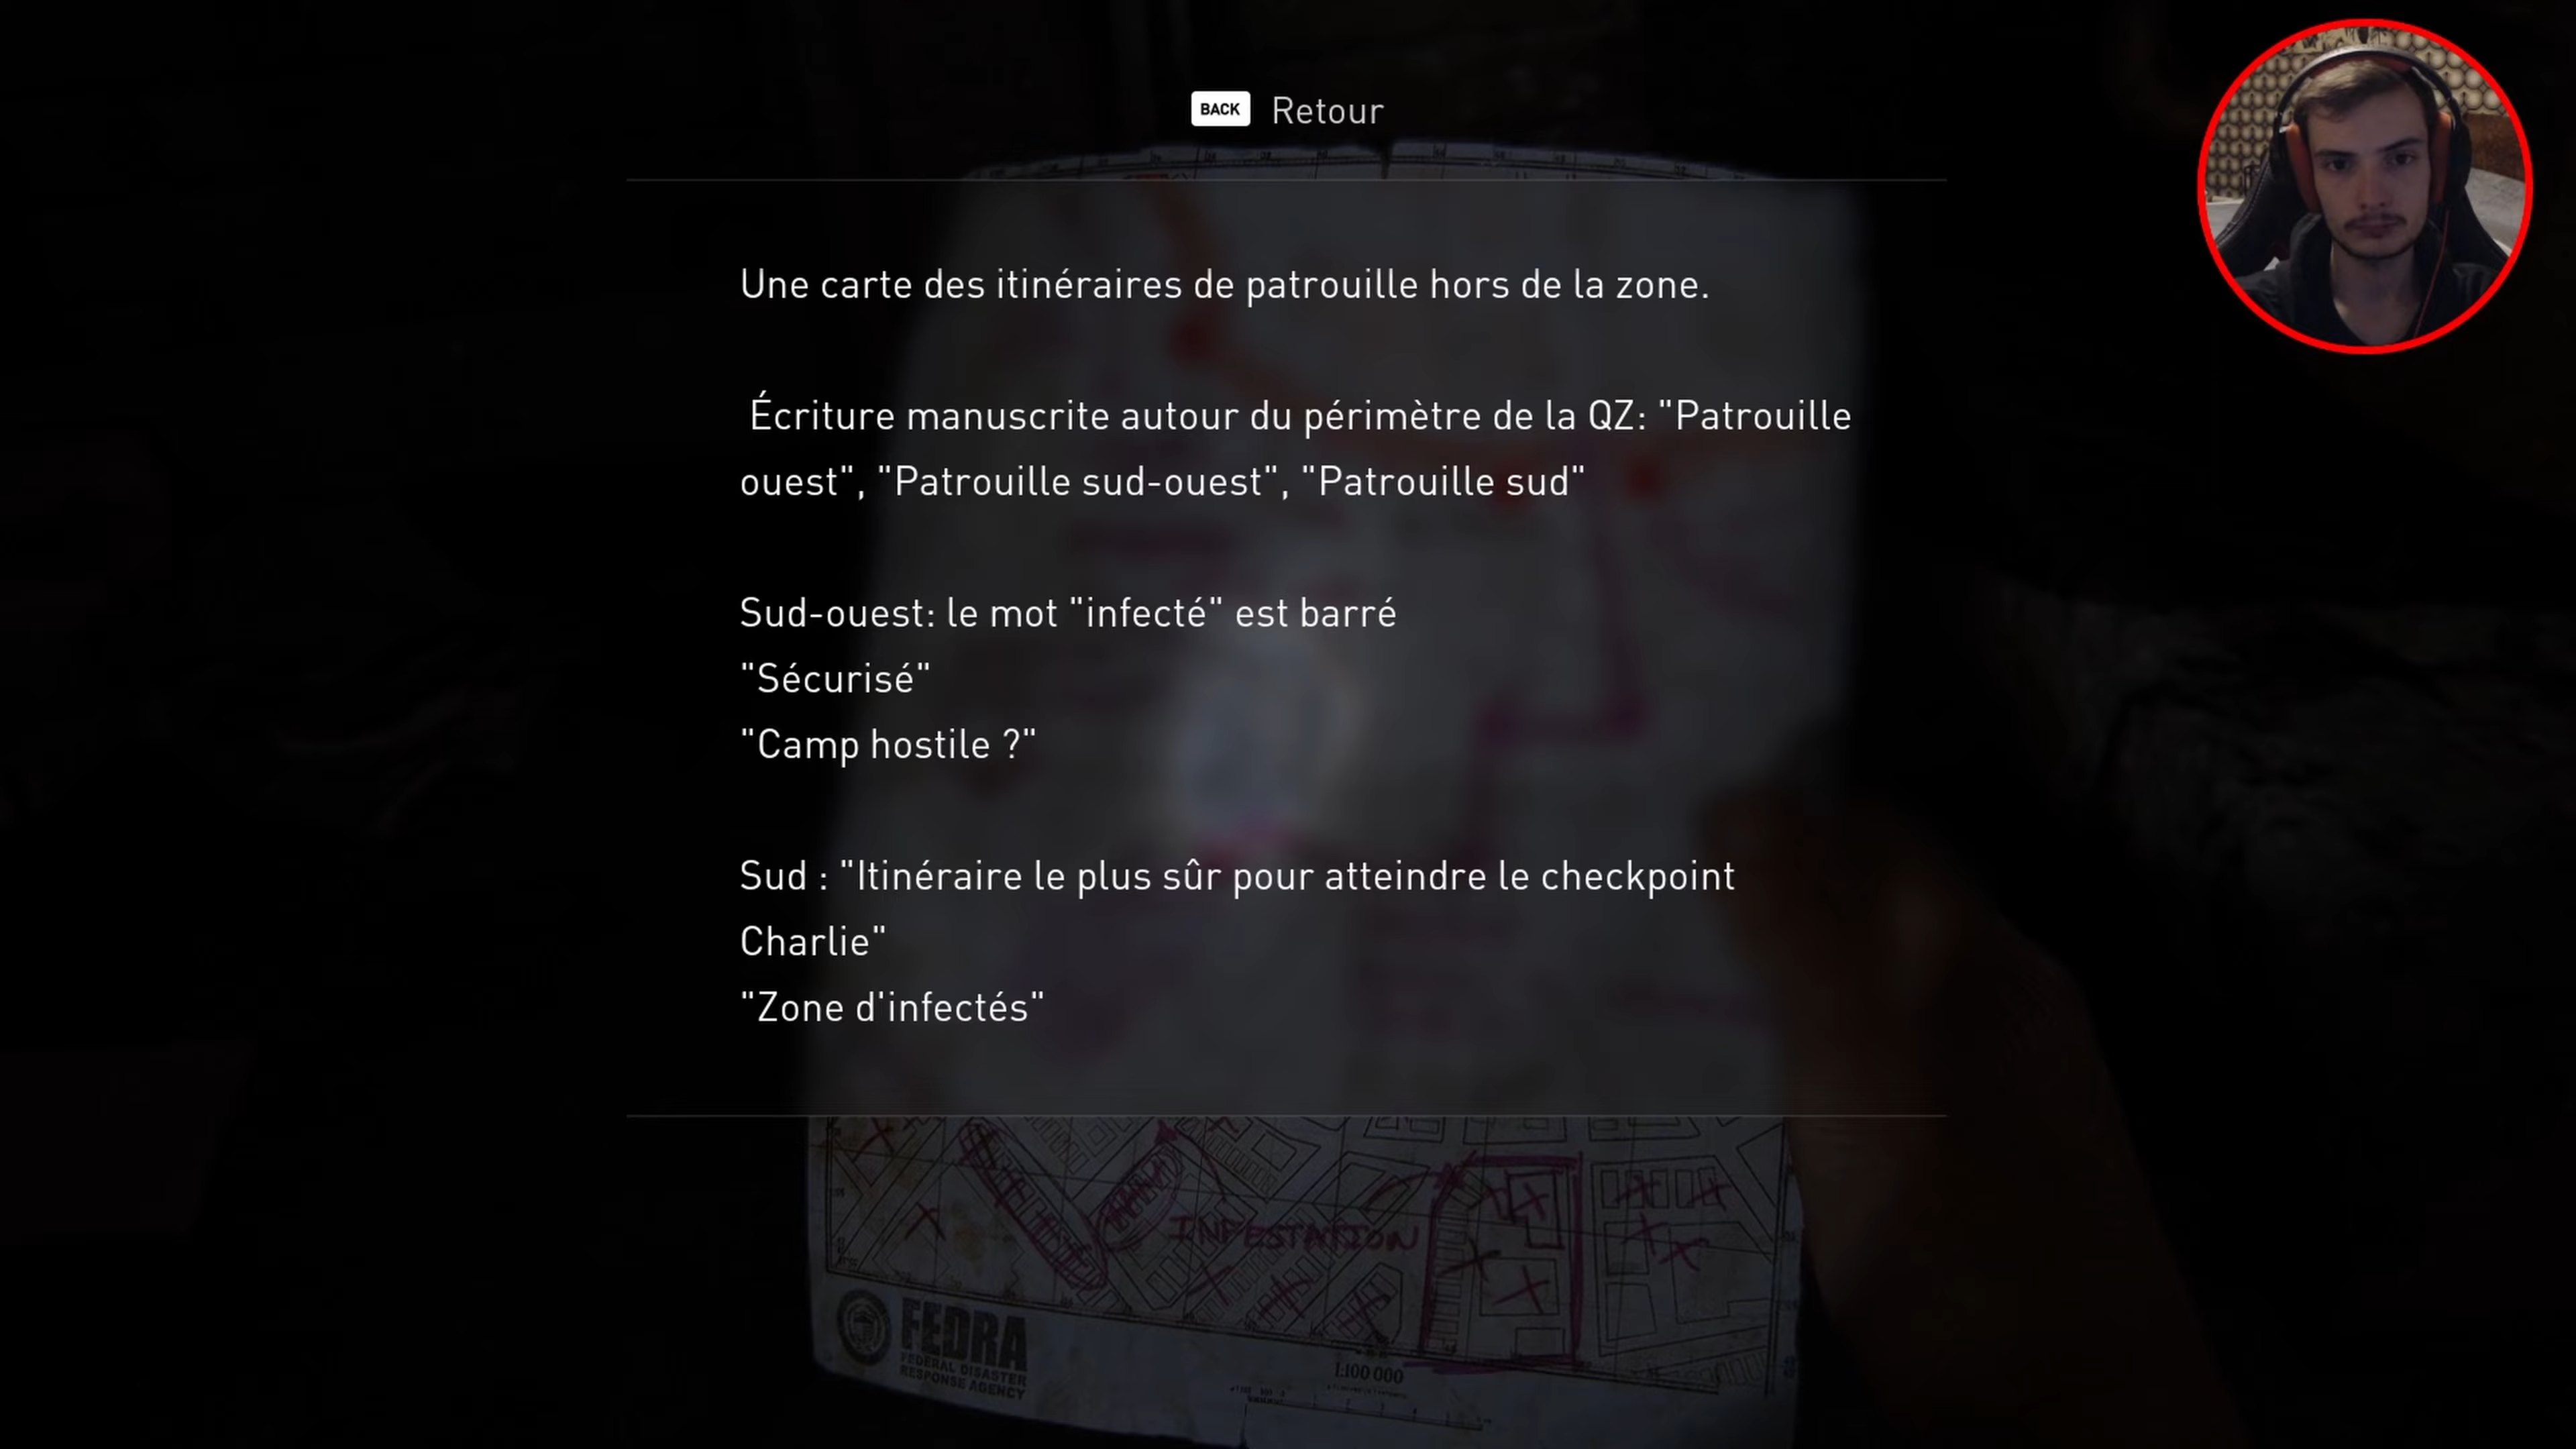 BACK Retour
Une carte des itinéraires de patrouille hors de la zone.
Écriture manuscrite autour du périmètre de la QZ: "Patrouille
ouest", "Patrouille sud-ouest", "Patrouille sud"
Sud-ouest: le mot "infecté" est barré
"Sécurisé"
"Camp hostile ?"
Sud : "Itinéraire le plus sûr pour atteindre le checkpoint
Charlie"
"Zone d'infectés"
INFESTATION
FEDRA
FEDERAL DISASTER
RESPONSE AGENCY
1:100 000